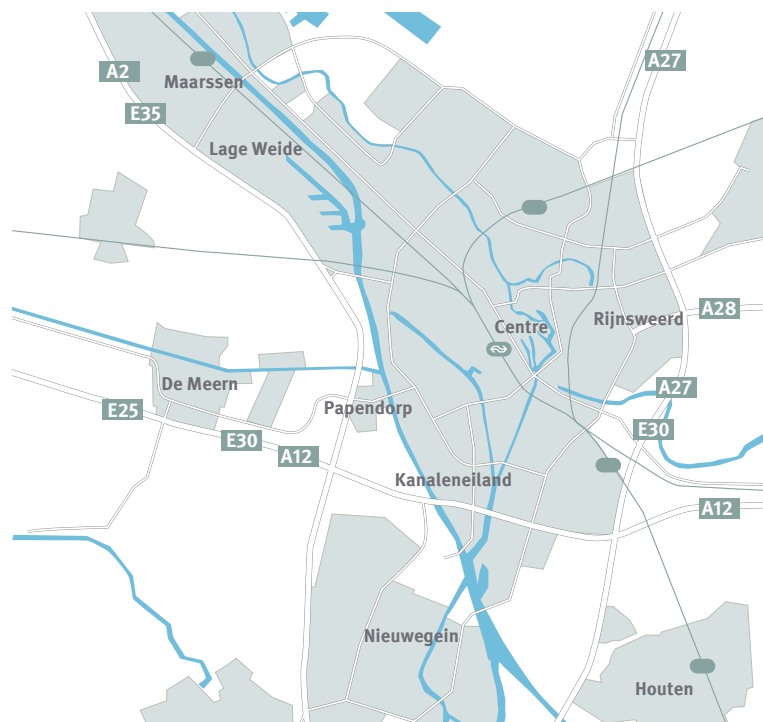 A27
A2
Maarssen
E35
Lage Weide
A28
Rijnsweerd
Centre
De Meern
A27
Papendorp
E25
E30
E30
A12
Kanaleneiland
A12
Nieuwegein
Houten